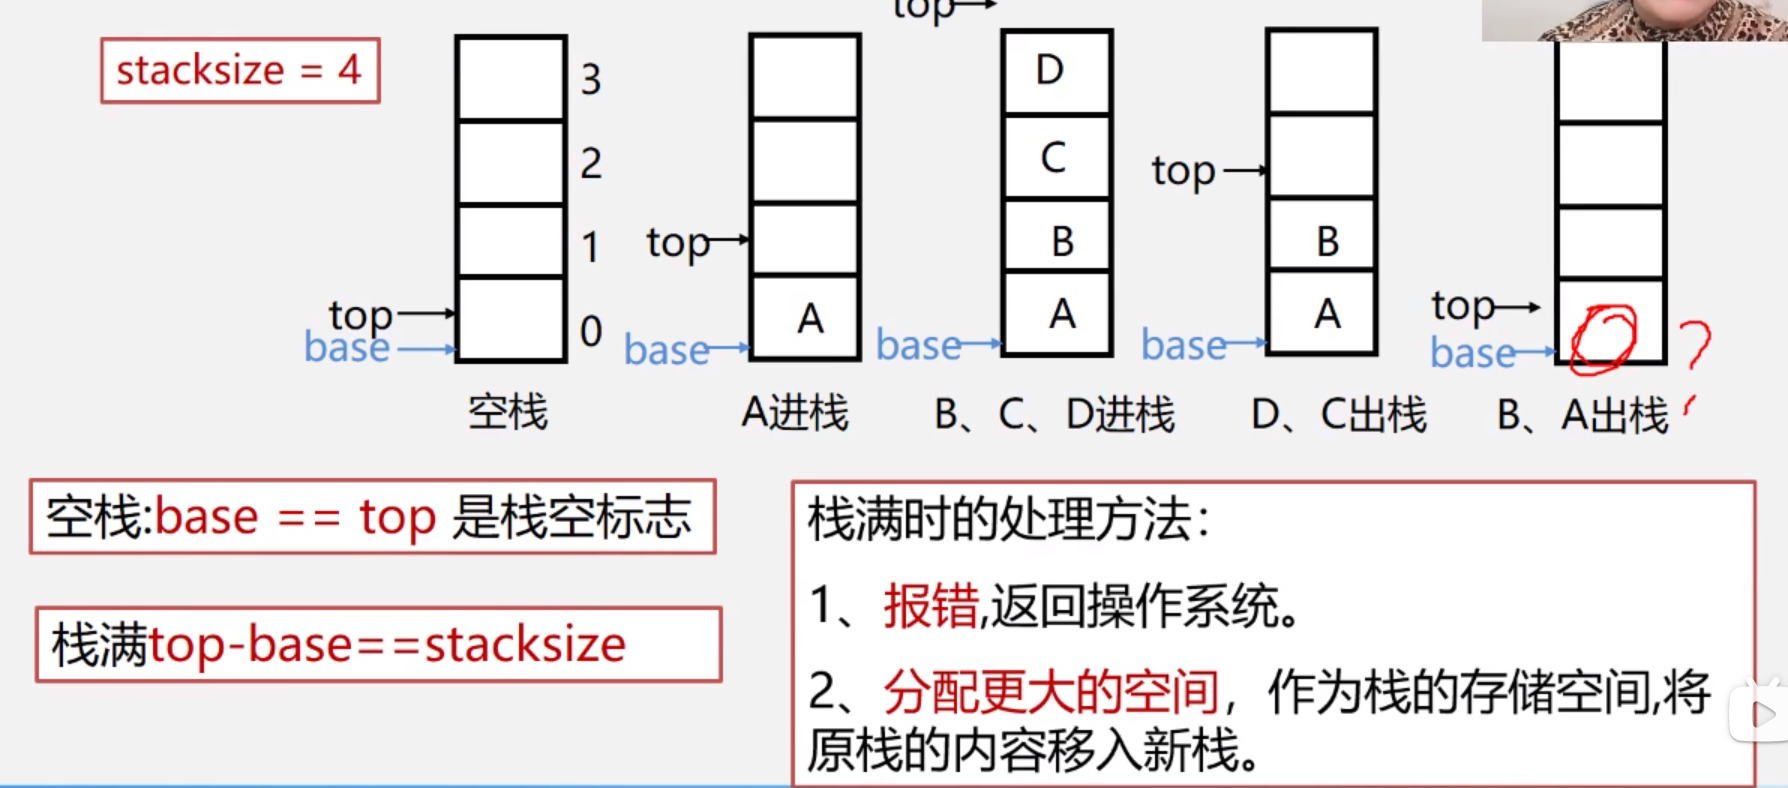 top
stacksize = 4
3
2
1
0
top
base
空栈
top
A
base
A进栈
D
C
B
A
base
B、C、D进栈
top
B
A
base
D、C出栈
top
base
?
B、A出栈
空栈:base == top 是栈空标志
栈满top-base==stacksize
栈满时的处理方法：
1、报错,返回操作系统。
2、分配更大的空间，作为栈的存储空间,将
原栈的内容移入新栈。